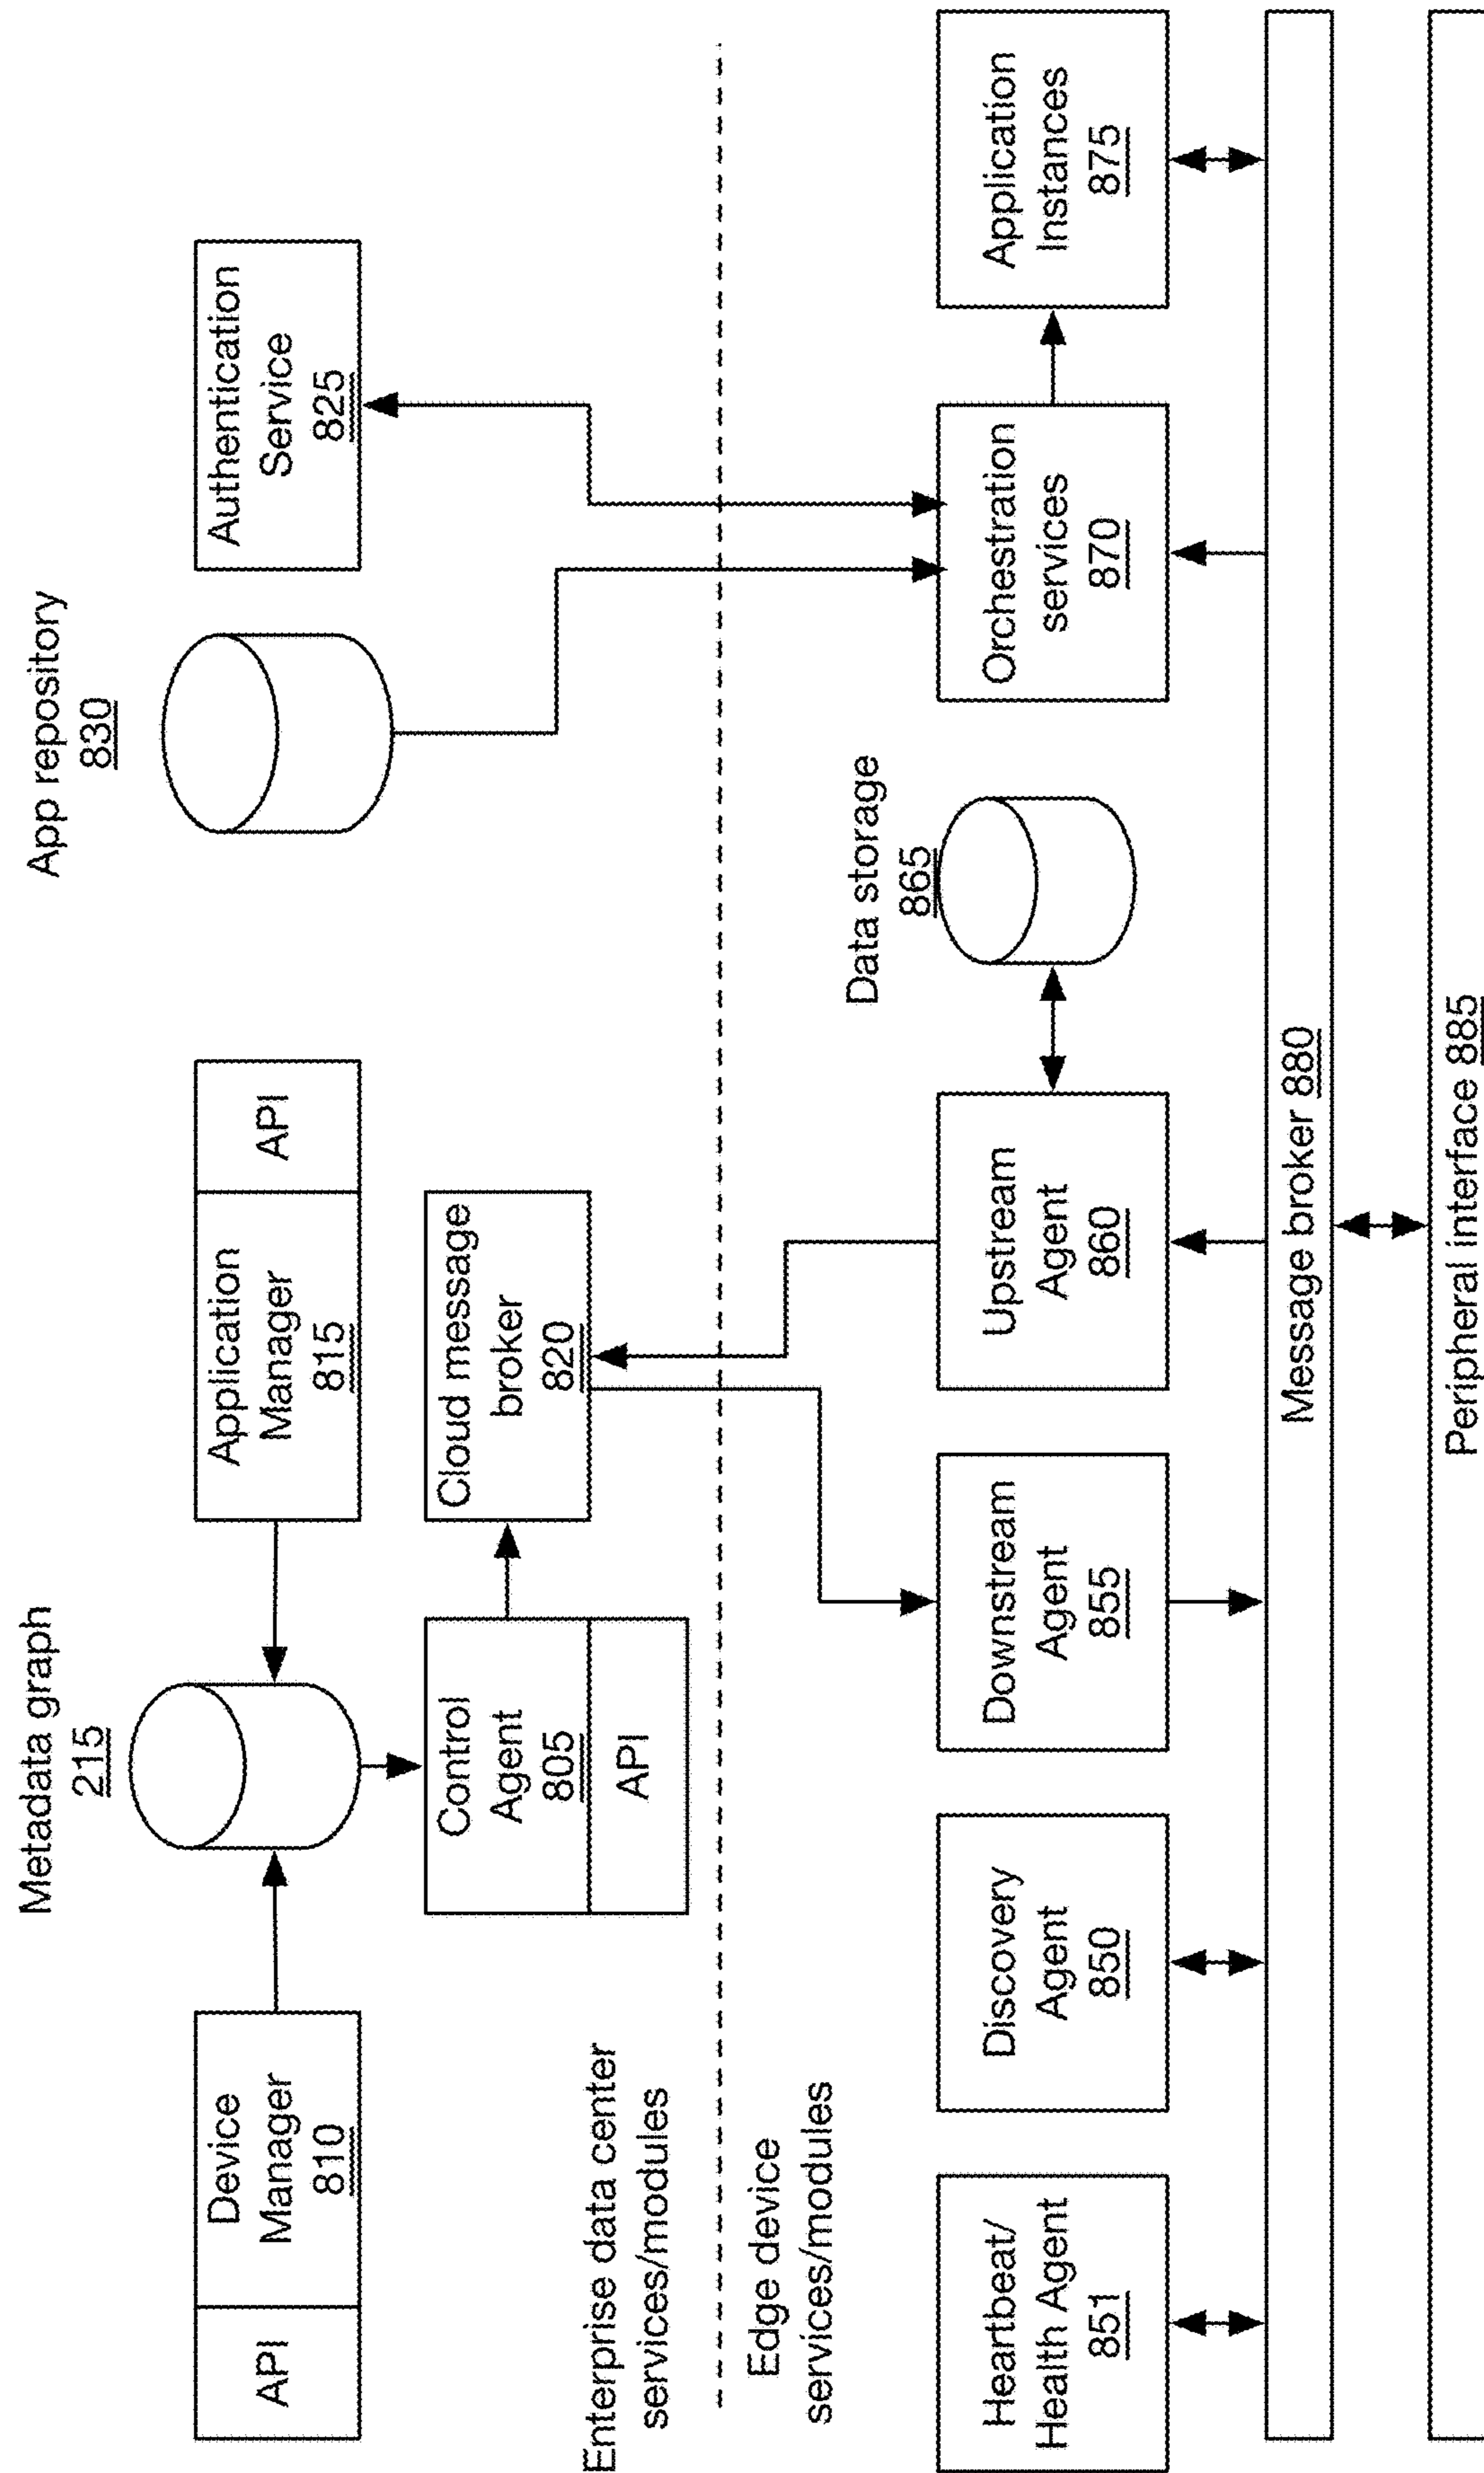 Metadata graph
215
App repository
830
API
Device
Manager
810
Application
Manager
815
API
Authentication
Service
825
Control
Agent
805
API
Cloud message
broker
820
Enterprise data center
services/modules
Edge device
services/modules
Data storage
865
Heartbeat/
Health Agent
851
Discovery
Agent
850
Downstream
Agent
855
Upstream
Agent
860
Orchestration
services
870
Application
Instances
875
Message broker 880
Peripheral interface 885